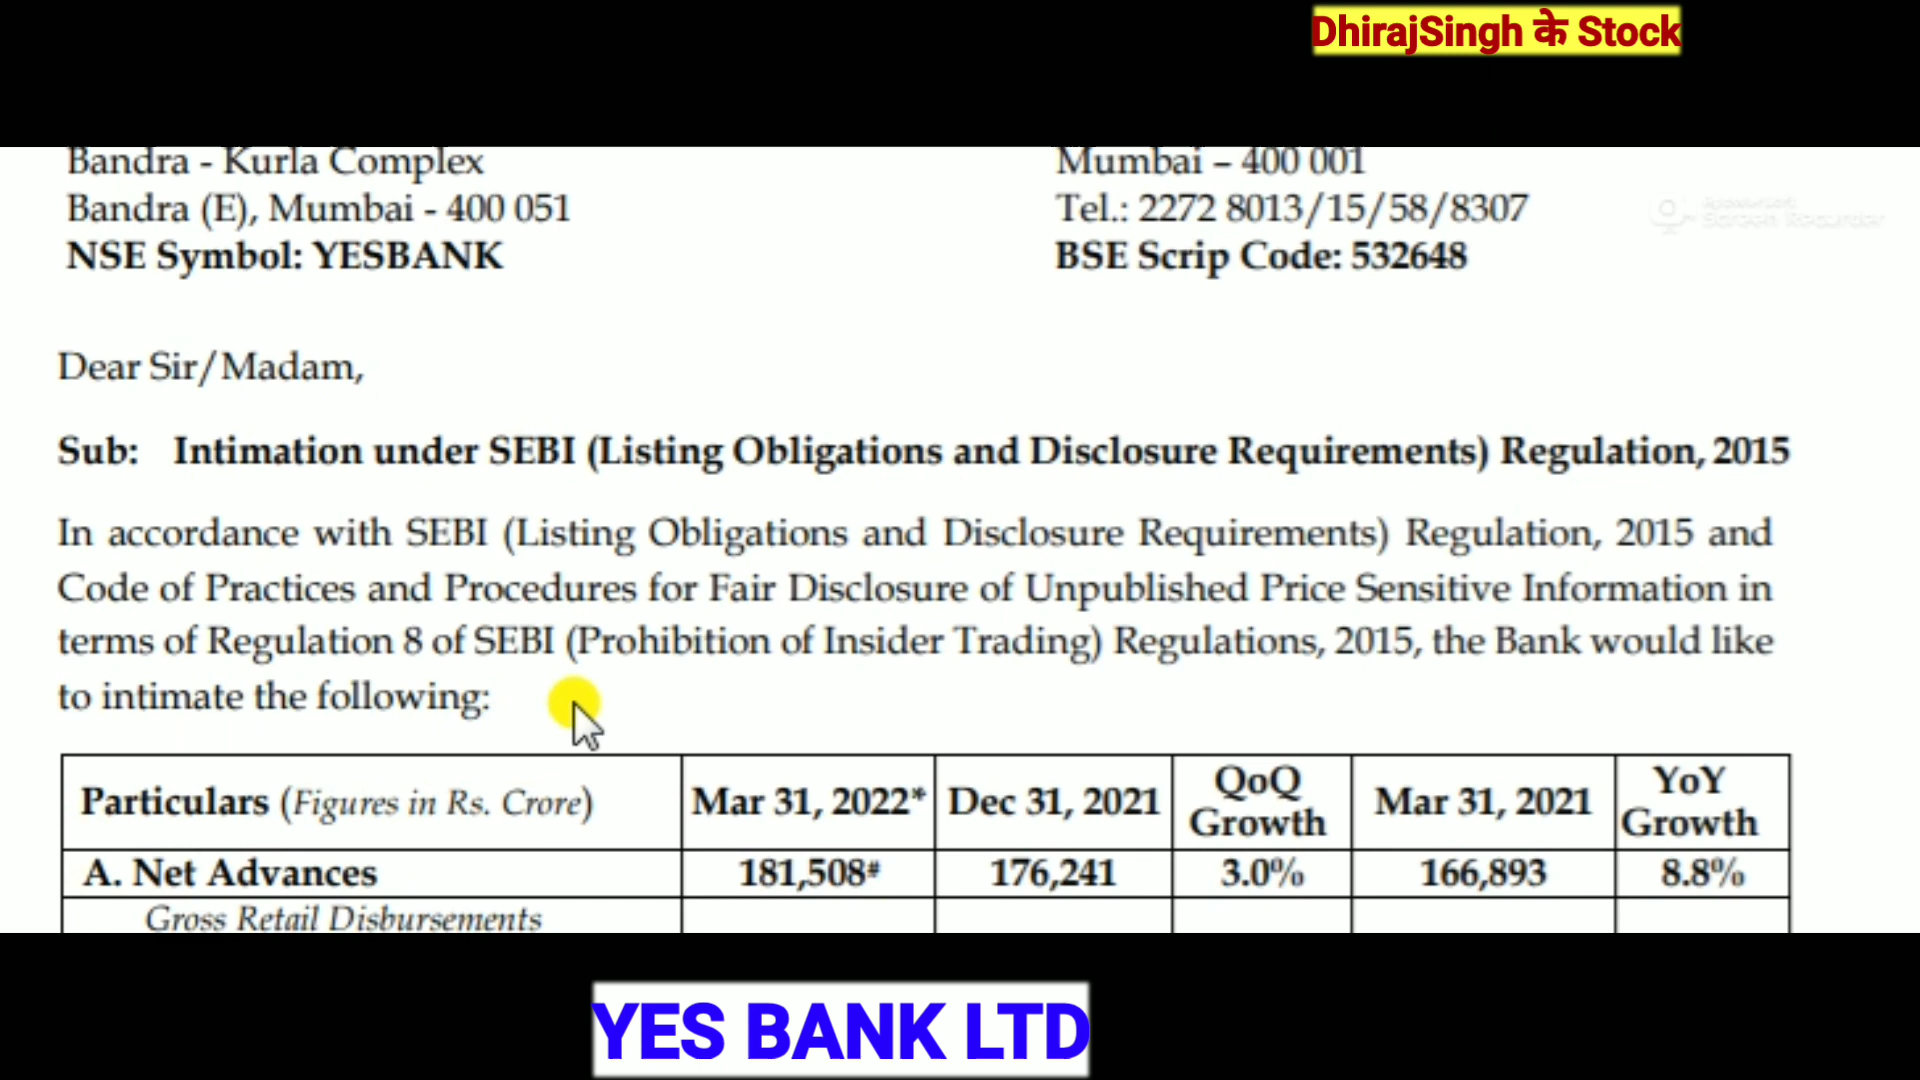 DhirajSingh के Stock
Bandra - Kurla Complex
Mumbai – 400 001
Bandra (E), Mumbai - 400 051
Tel.: 2272 8013/15/58/8307
NSE Symbol: YESBANK
BSE Scrip Code: 532648
Screen Recorder
Dear Sir/Madam,
Sub: Intimation under SEBI (Listing Obligations and Disclosure Requirements) Regulation, 2015
In accordance with SEBI (Listing Obligations and Disclosure Requirements) Regulation, 2015 and
Code of Practices and Procedures for Fair Disclosure of Unpublished Price Sensitive Information in
terms of Regulation 8 of SEBI (Prohibition of Insider Trading) Regulations, 2015, the Bank would like
to intimate the following:
Particulars (Figures in Rs. Crore) Mar 31, 2022* Dec 31, 2021 QoQ Growth Mar 31, 2021 YoY Growth
A. Net Advances 181,508# 176,241 3.0% 166,893 8.8%
Gross Retail Disbursements
YES BANK LTD